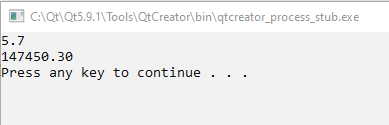 C:\Qt\Qt5.9.1\Tools\QtCreator\bin\qtcreator_process_stub.exe
5.7
147450.30
Press any key to continue . . .